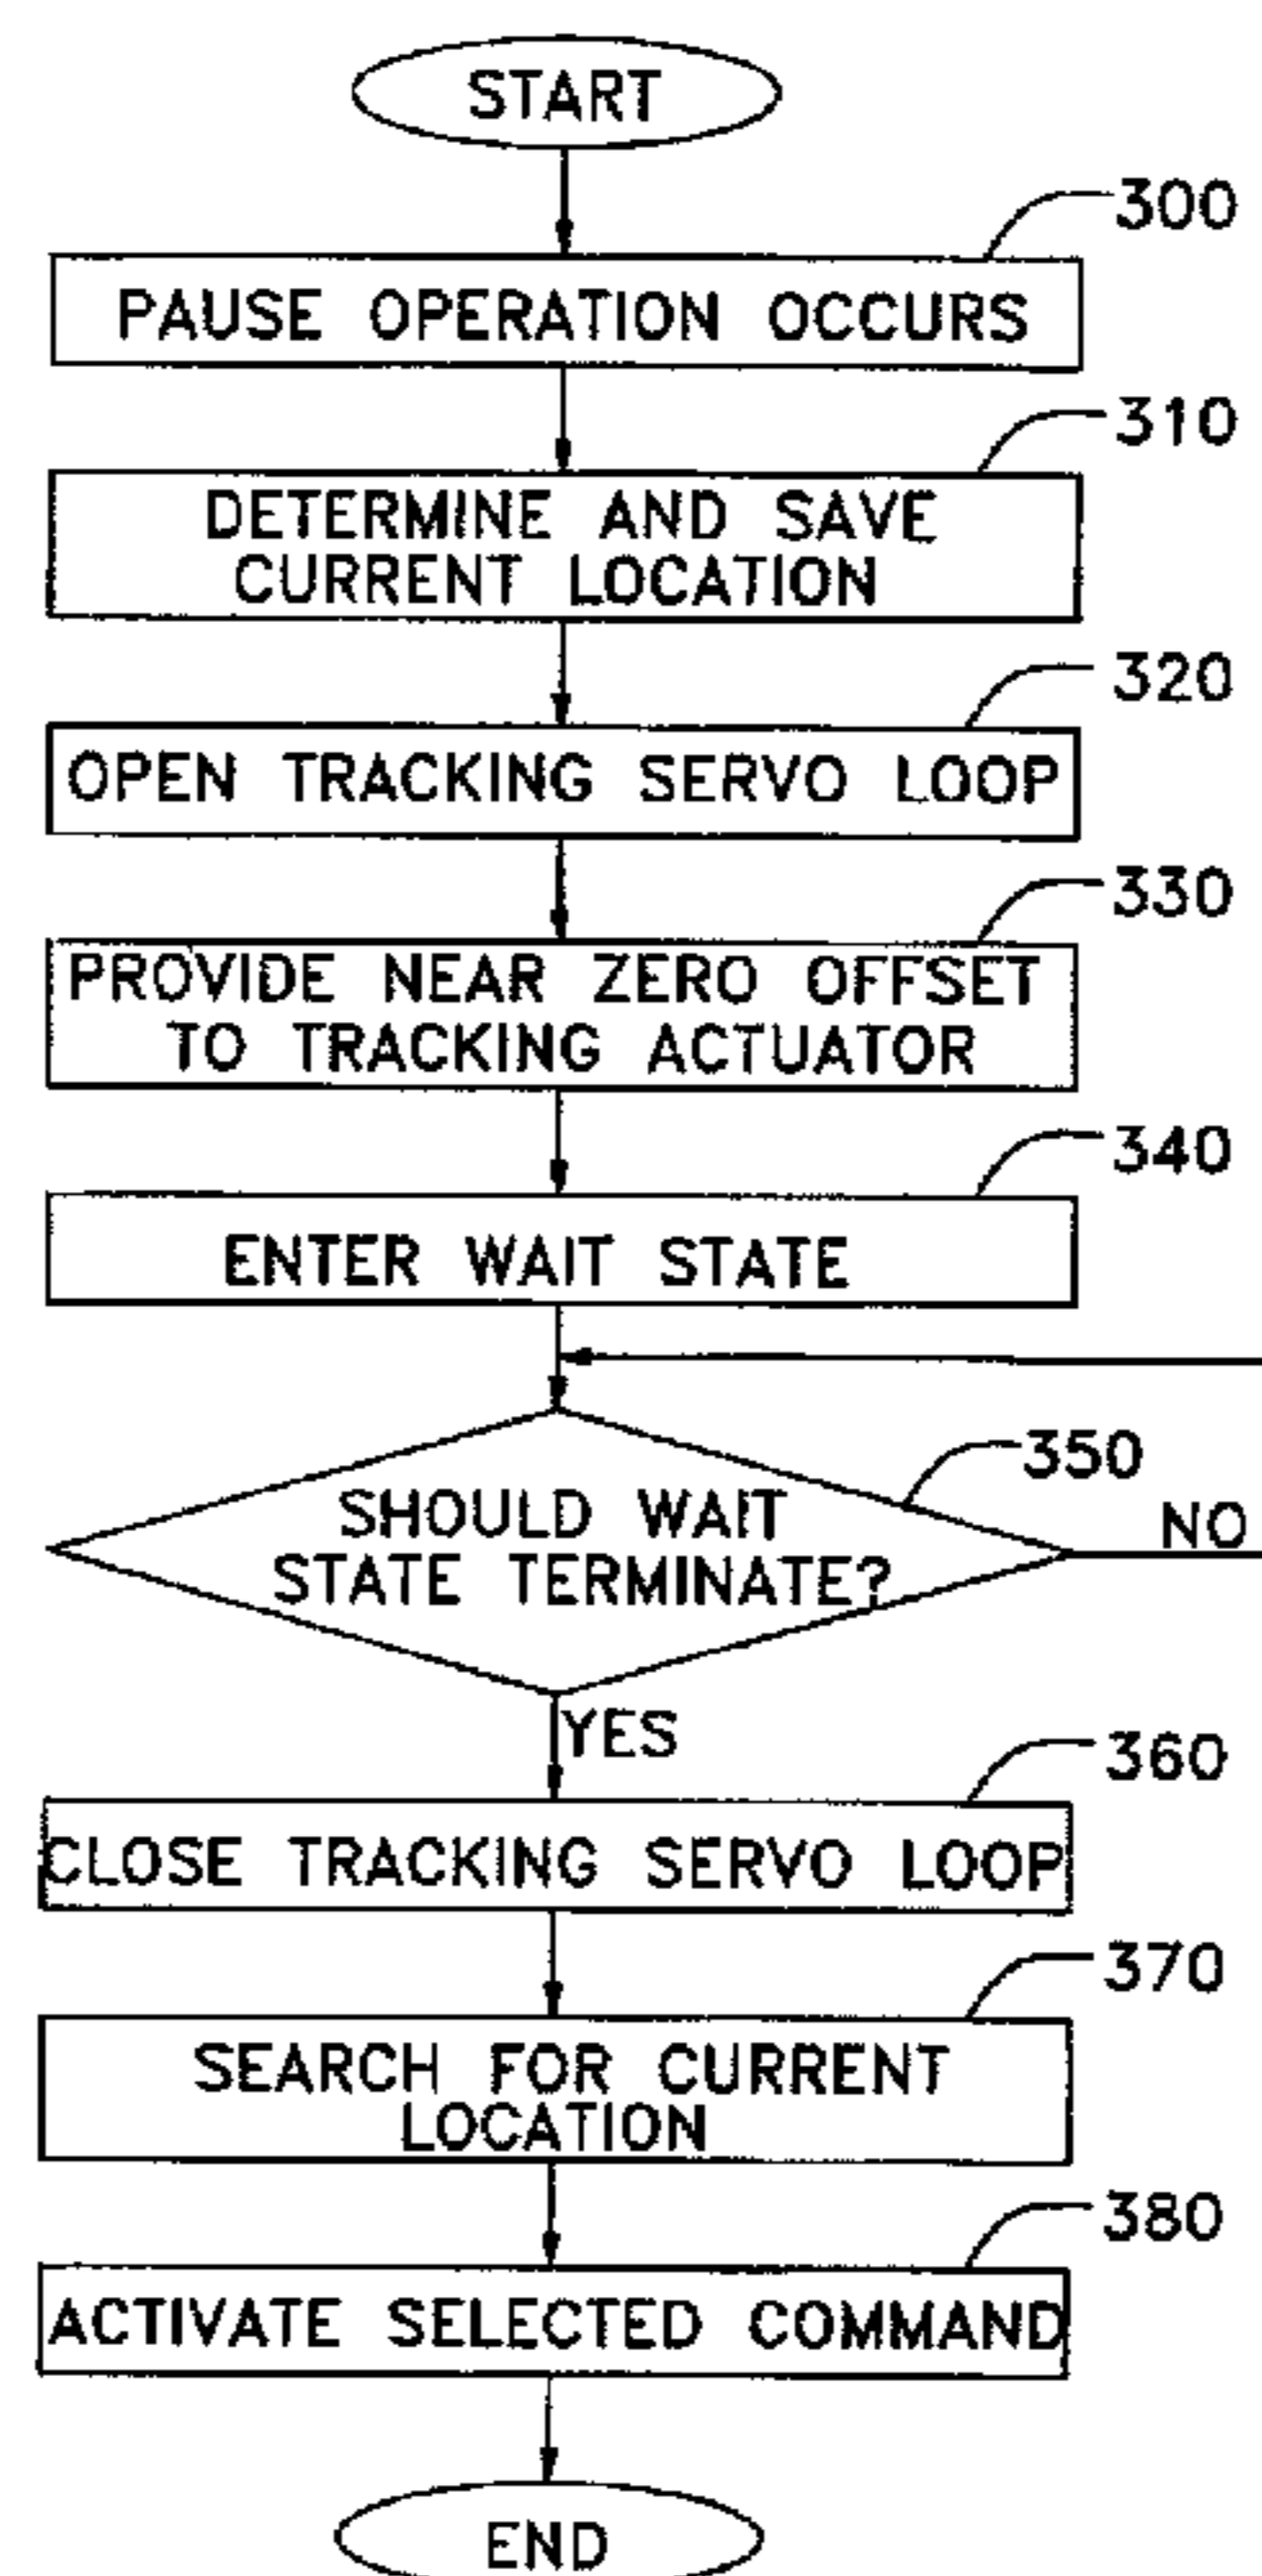 START
300
PAUSE OPERATION OCCURS
310
DETERMINE AND SAVE
CURRENT LOCATION
320
OPEN TRACKING SERVO LOOP
330
PROVIDE NEAR ZERO OFFSET
TO TRACKING ACTUATOR
340
ENTER WAIT STATE
350
SHOULD WAIT
STATE TERMINATE?
NO
YES
360
CLOSE TRACKING SERVO LOOP
370
SEARCH FOR CURRENT
LOCATION
380
ACTIVATE SELECTED COMMAND
END